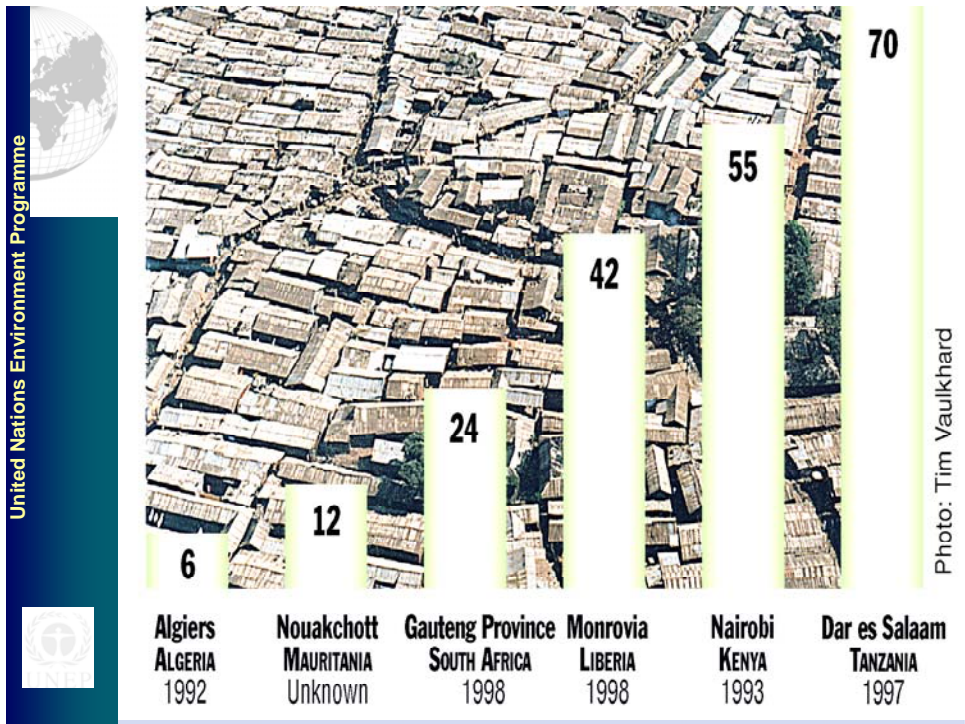 United Nations Environment Programme
UNEP
6
12
24
42
55
70
Algiers
ALGERIA
1992
Nouakchott
MAURITANIA
Unknown
Gauteng Province
SOUTH AFRICA
1998
Monrovia
LIBERIA
1998
Nairobi
KENYA
1993
Dar es Salaam
TANZANIA
1997
Photo: Tim Vaulkhard